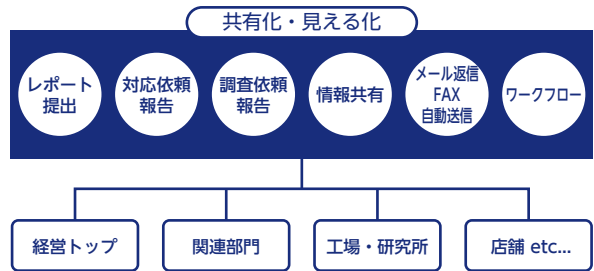 共有化・見える化
レポート
提出
対応依頼
報告
調査依頼
報告
情報共有
メール返信
FAX
自動送信
ワークフロー
経営トップ
関連部門
工場・研究所
店舗 etc...